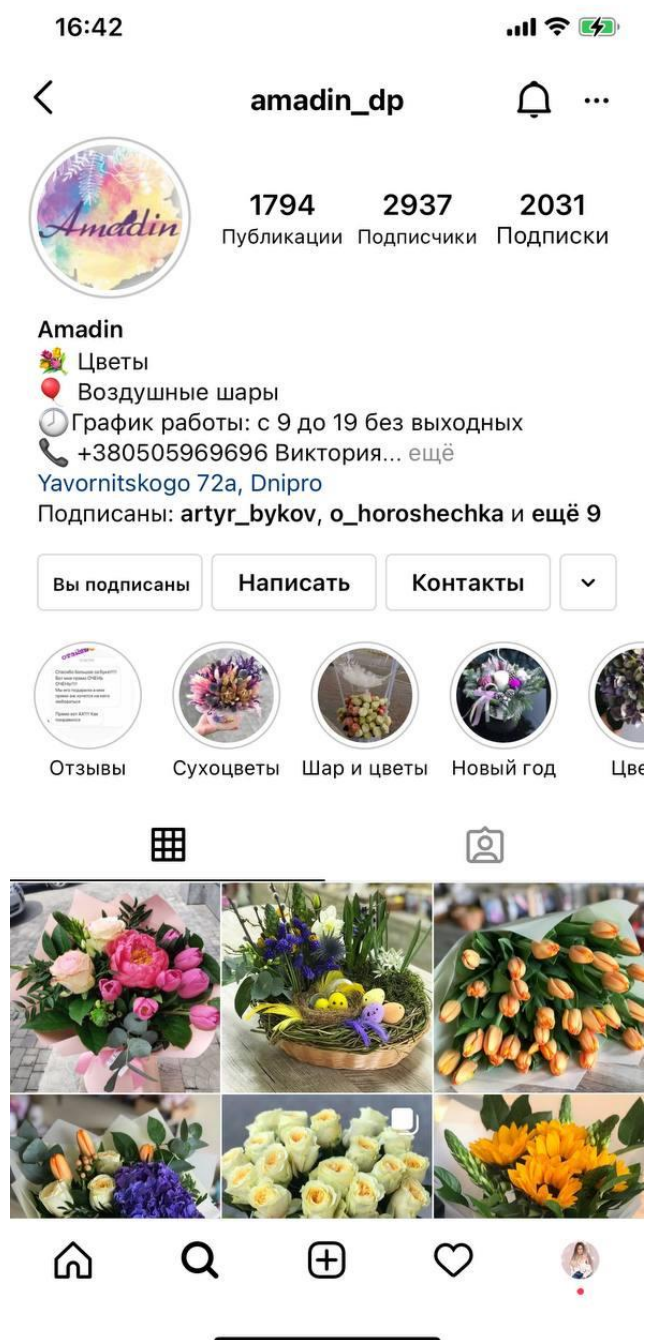 16:42
amadin_dp
Amadin
1794 2937 2031
Публикации Подписчики Подписки
Amadin
Цветы
Воздушные шары
График работы: с 9 до 19 без выходных
+380505969696 Виктория... ещё
Yavornitskogo 72a, Dnipro
Подписаны: artyr_bykov, o_horoshechka и ещё 9
Вы подписаны Написать Контакты
Отзывы
Отзывы Сухоцветы Шар и цветы Новый год Цве